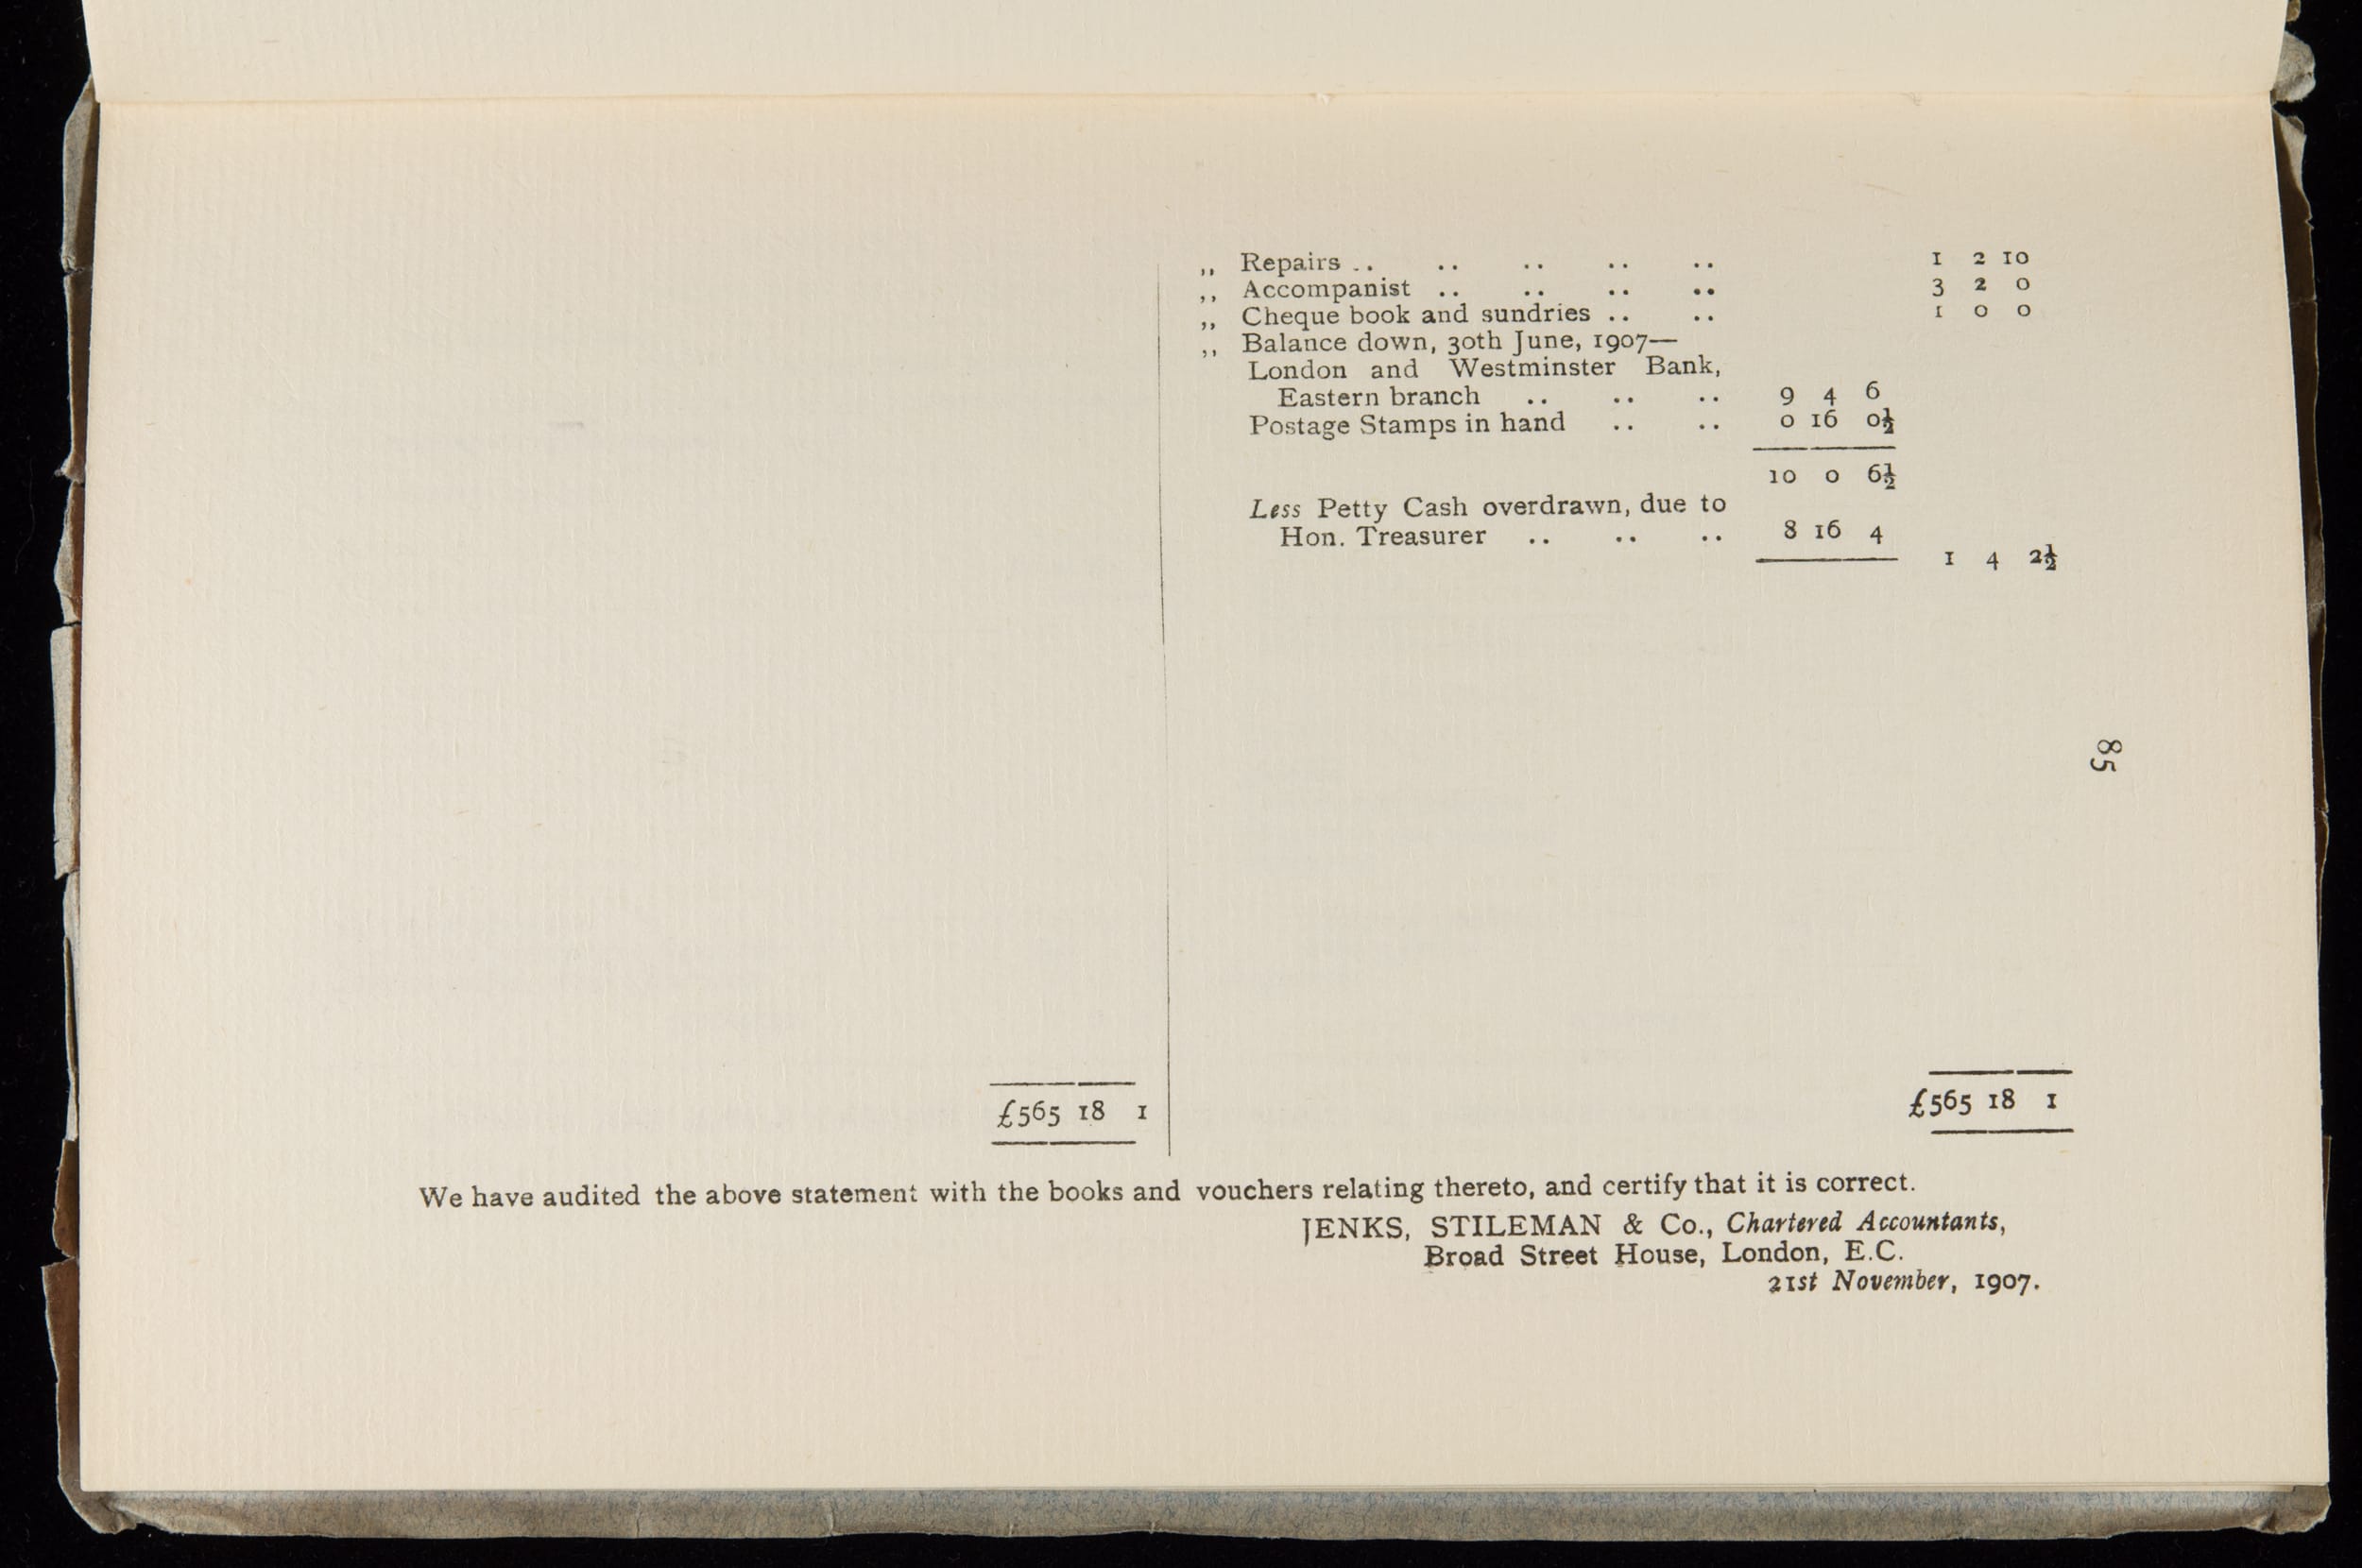 ,, Repairs .. .. .. .. .. 1 2 10
,, Accompanist .. .. .. .. 3 2 0
,, Cheque book and sundries .. .. 1 0 0
,, Balance down, 30th June, 1907—
London and Westminster Bank,
Eastern branch .. .. .. 9 4 6
Postage Stamps in hand .. .. 0 16 0½
10 0 6½
Less Petty Cash overdrawn, due to
Hon. Treasurer .. .. .. 8 16 4
1 4 2½
85
£565 18 1
£565 18 1
We have audited the above statement with the books and vouchers relating thereto, and certify that it is correct.
JENKS, STILEMAN & Co., Chartered Accountants,
Broad Street House, London, E.C.
21st November, 1907.